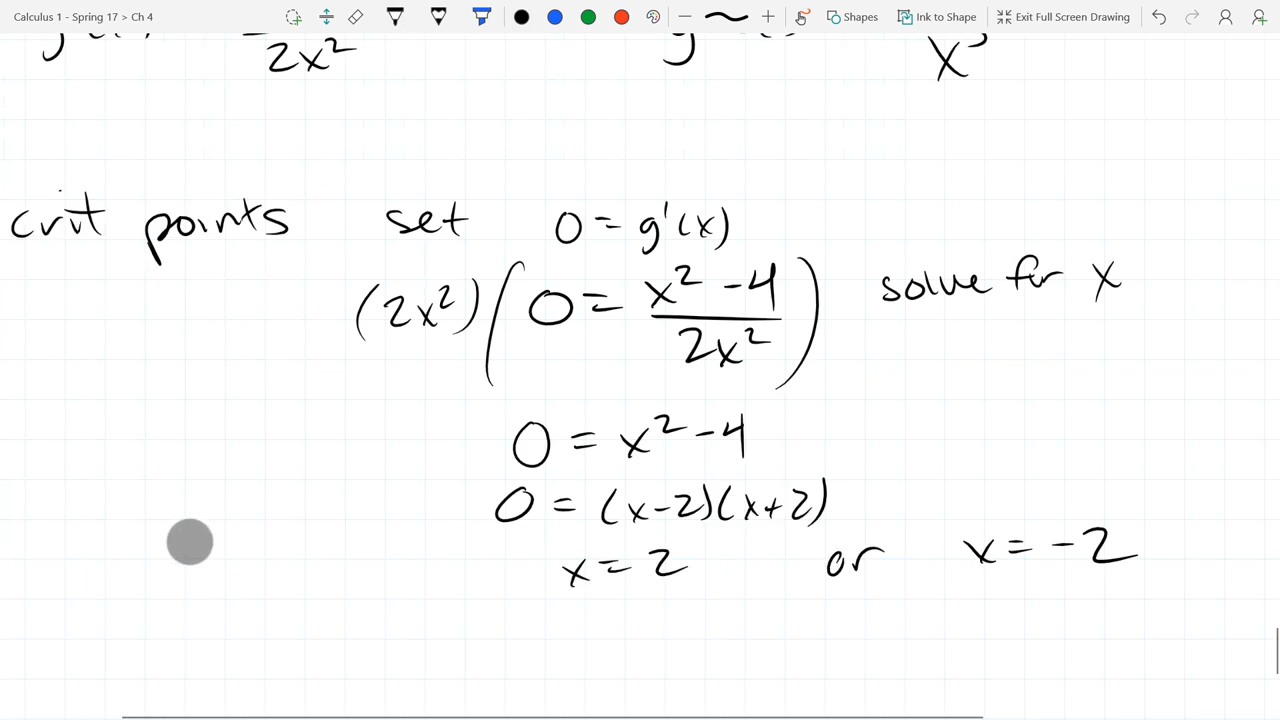 Calculus 1 - Spring 17 > Ch 4 Shapes Ink to Shape Exit Full Screen Drawing
2x² x³
crit points set 0 = g'(x)
(2x²)(0 = (x² - 4)/(2x²)) solve for x
0 = x² - 4
0 = (x-2)(x+2)
x = 2 or x = -2